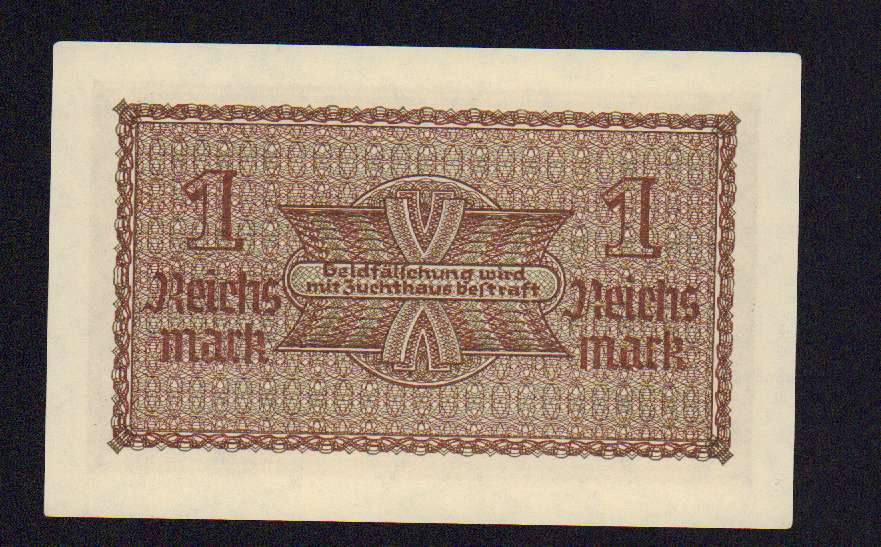 1
Reichs
mark
Geldfälschung wird
mit Zuchthaus bestraft
1
Reichs
mark